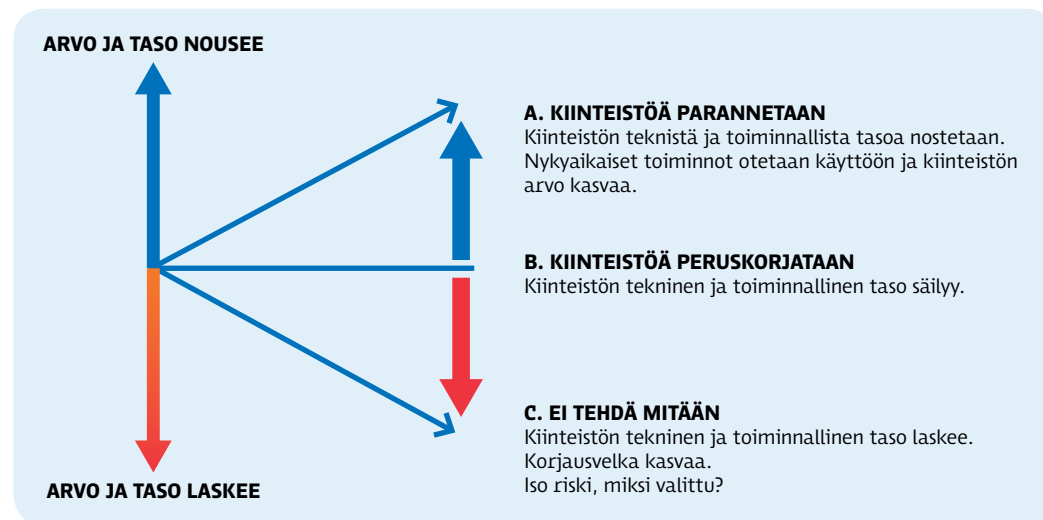 ARVO JA TASO NOUSEE
A. KIINTEISTÖÄ PARANNETAAN
Kiinteistön teknistä ja toiminnallista tasoa nostetaan.
Nykyaikaiset toiminnot otetaan käyttöön ja kiinteistön
arvo kasvaa.
B. KIINTEISTÖÄ PERUSKORJATAAN
Kiinteistön tekninen ja toiminnallinen taso säilyy.
C. EI TEHDÄ MITÄÄN
Kiinteistön tekninen ja toiminnallinen taso laskee.
Korjausvelka kasvaa.
Iso riski, miksi valittu?
ARVO JA TASO LASKEE